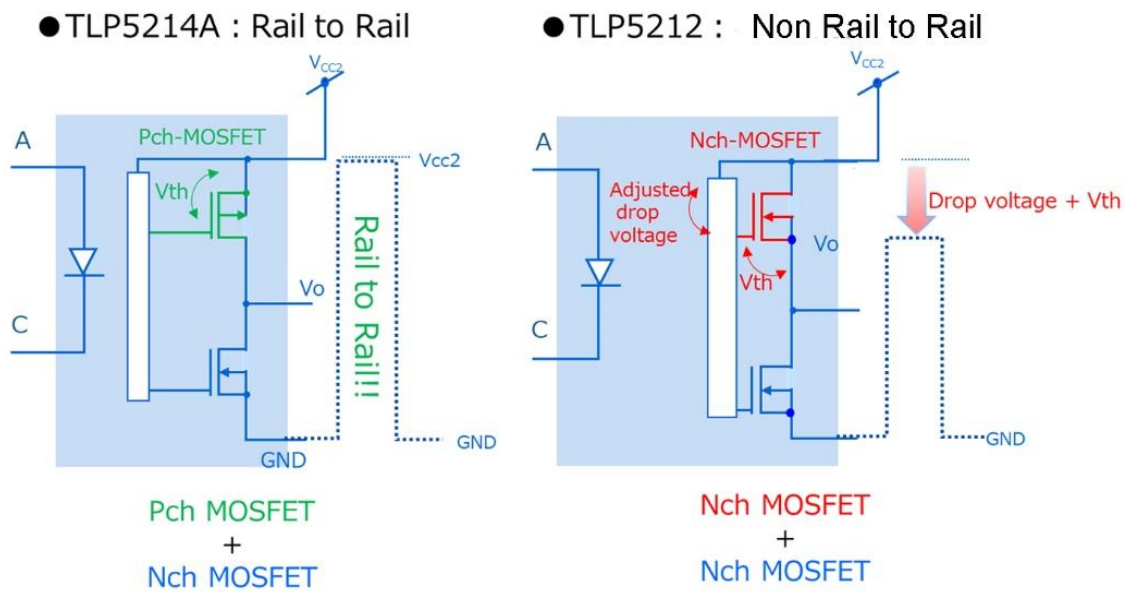 ● TLP5214A : Rail to Rail
V_CC2
A
Pch-MOSFET
Vth
Vcc2
Rail to Rail!!
Vo
C
GND
GND
Pch MOSFET
+
Nch MOSFET
● TLP5212 : Non Rail to Rail
V_CC2
A
Nch-MOSFET
Adjusted
drop
voltage
Drop voltage + Vth
Vo
Vth
C
GND
Nch MOSFET
+
Nch MOSFET